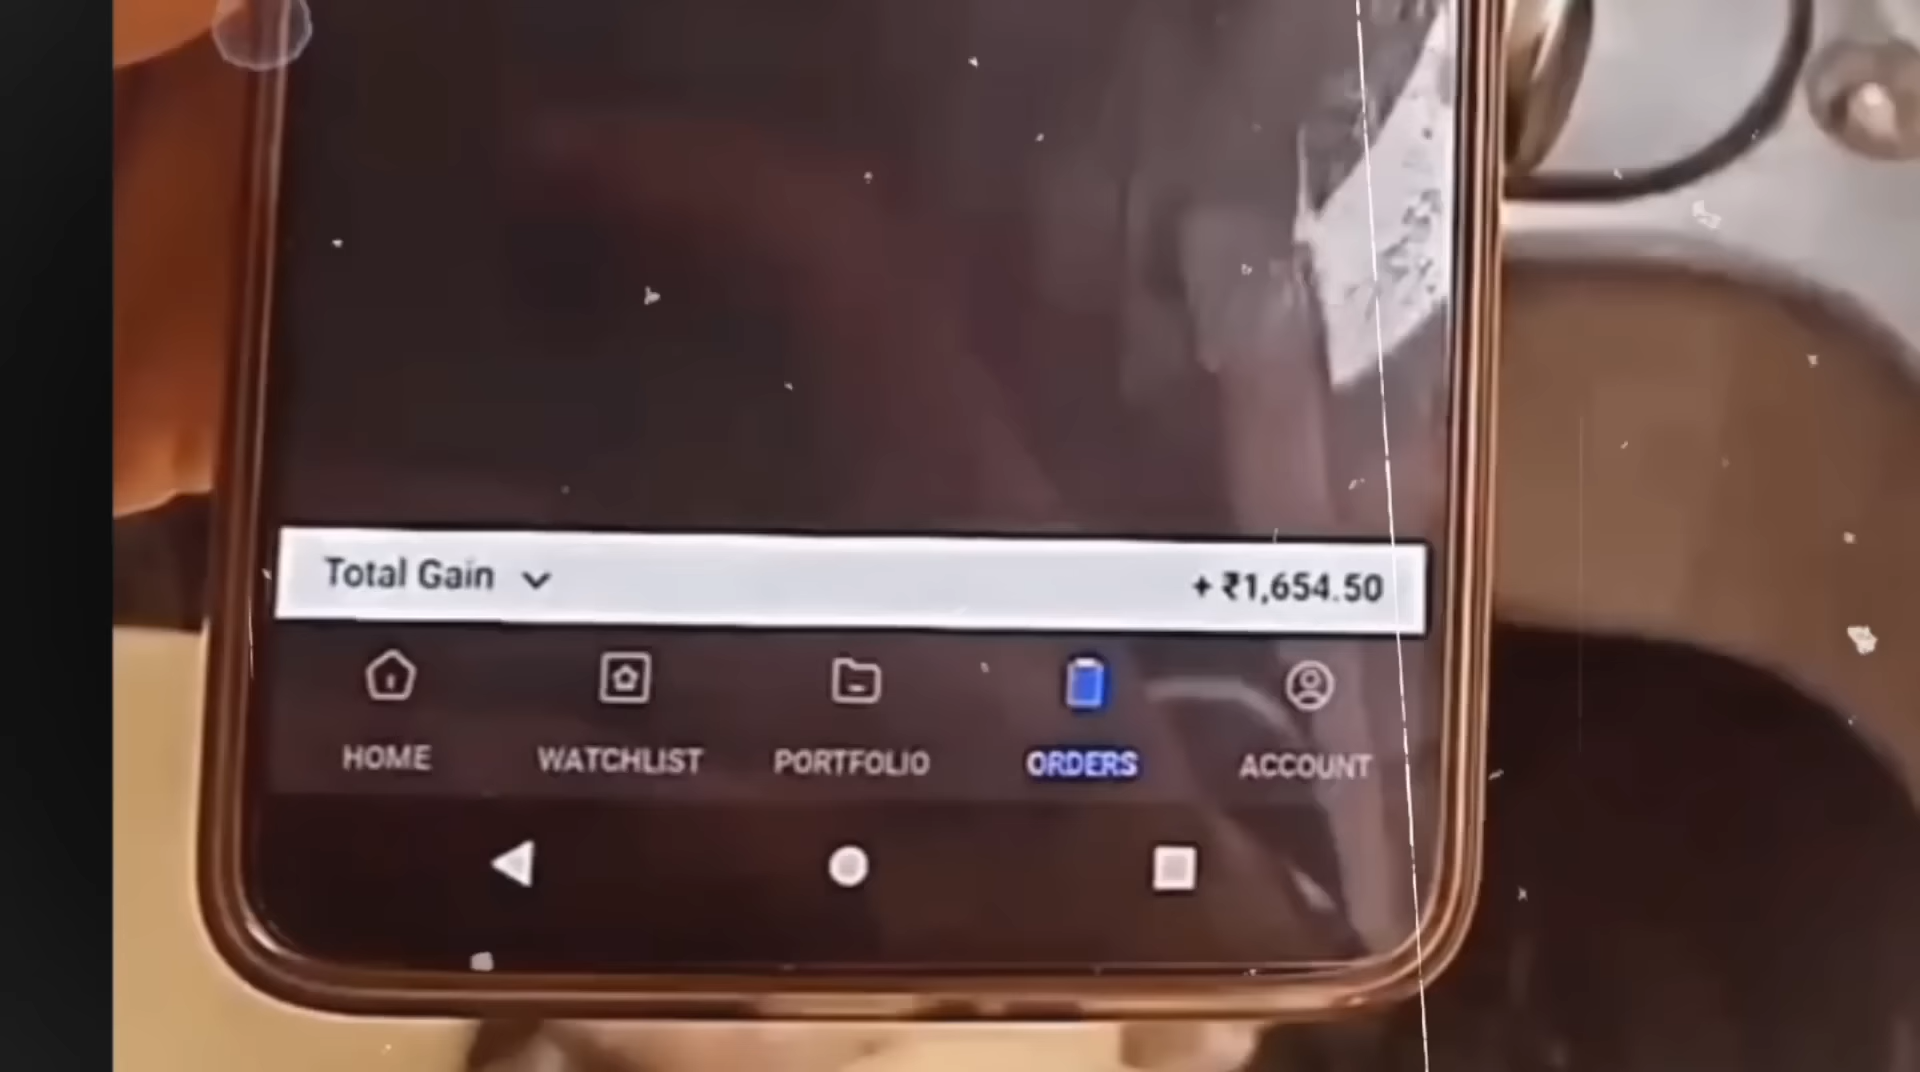 Total Gain + ₹1,654.50
HOME WATCHLIST PORTFOLIO ORDERS ACCOUNT